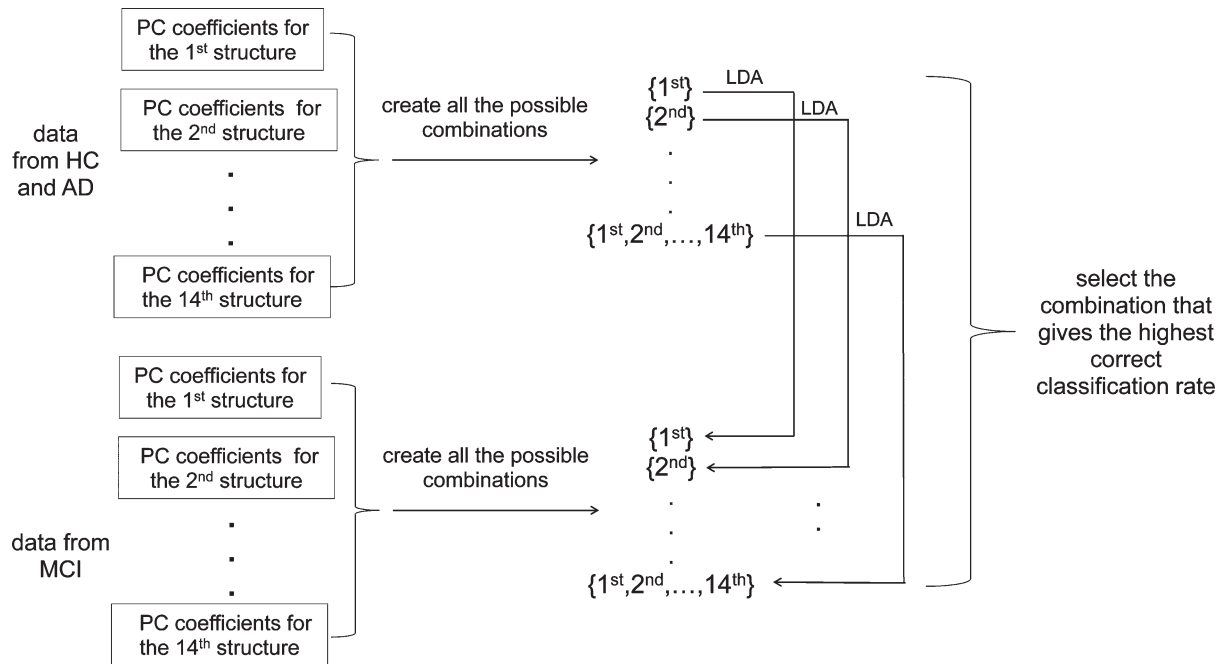 PC coefficients for
the 1st structure
PC coefficients for
the 2nd structure
data
from HC
and AD
PC coefficients for
the 14th structure
create all the possible
combinations
{1st}
{2nd}
{1st,2nd,...,14th}
LDA
LDA
LDA
PC coefficients for
the 1st structure
PC coefficients for
the 2nd structure
data from
MCI
PC coefficients for
the 14th structure
create all the possible
combinations
{1st}
{2nd}
{1st,2nd,...,14th}
select the
combination that
gives the highest
correct
classification rate